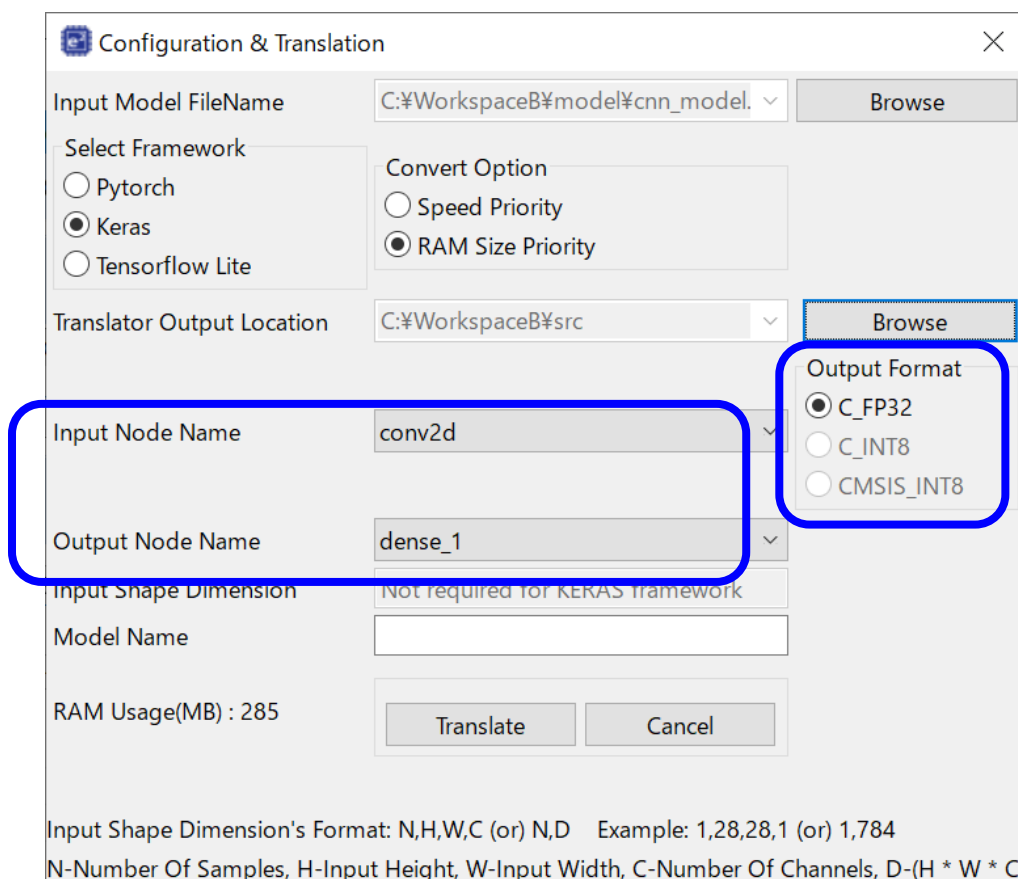 Configuration & Translation
Input Model FileName
C:¥WorkspaceB¥model¥cnn_model.
Browse
Select Framework
Pytorch
Keras
Tensorflow Lite
Convert Option
Speed Priority
RAM Size Priority
Translator Output Location
C:¥WorkspaceB¥src
Browse
Output Format
C_FP32
C_INT8
CMSIS_INT8
Input Node Name
conv2d
Output Node Name
dense_1
Input Shape Dimension
Not required for KERAS framework
Model Name
RAM Usage(MB) : 285
Translate
Cancel
Input Shape Dimension's Format: N,H,W,C (or) N,D Example: 1,28,28,1 (or) 1,784
N-Number Of Samples, H-Input Height, W-Input Width, C-Number Of Channels, D-(H * W * C